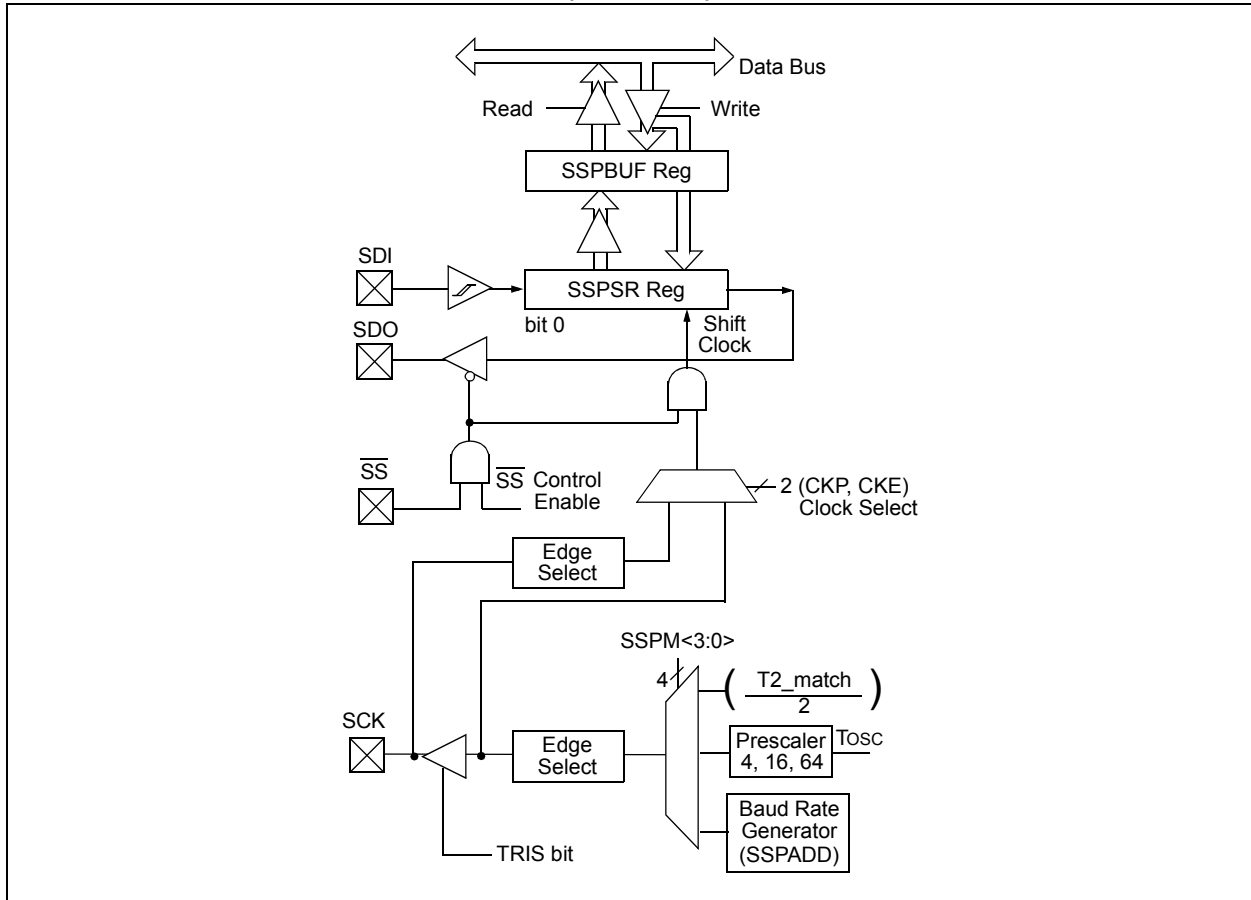 Data Bus
Read
Write
SSPBUF Reg
SDI
SSPSR Reg
bit 0
Shift
Clock
SDO
SS
SS Control
Enable
2 (CKP, CKE)
Clock Select
Edge
Select
SSPM<3:0>
4
( T2_match
2 )
SCK
Edge
Select
Prescaler
4, 16, 64
TOSC
Baud Rate
Generator
(SSPADD)
TRIS bit